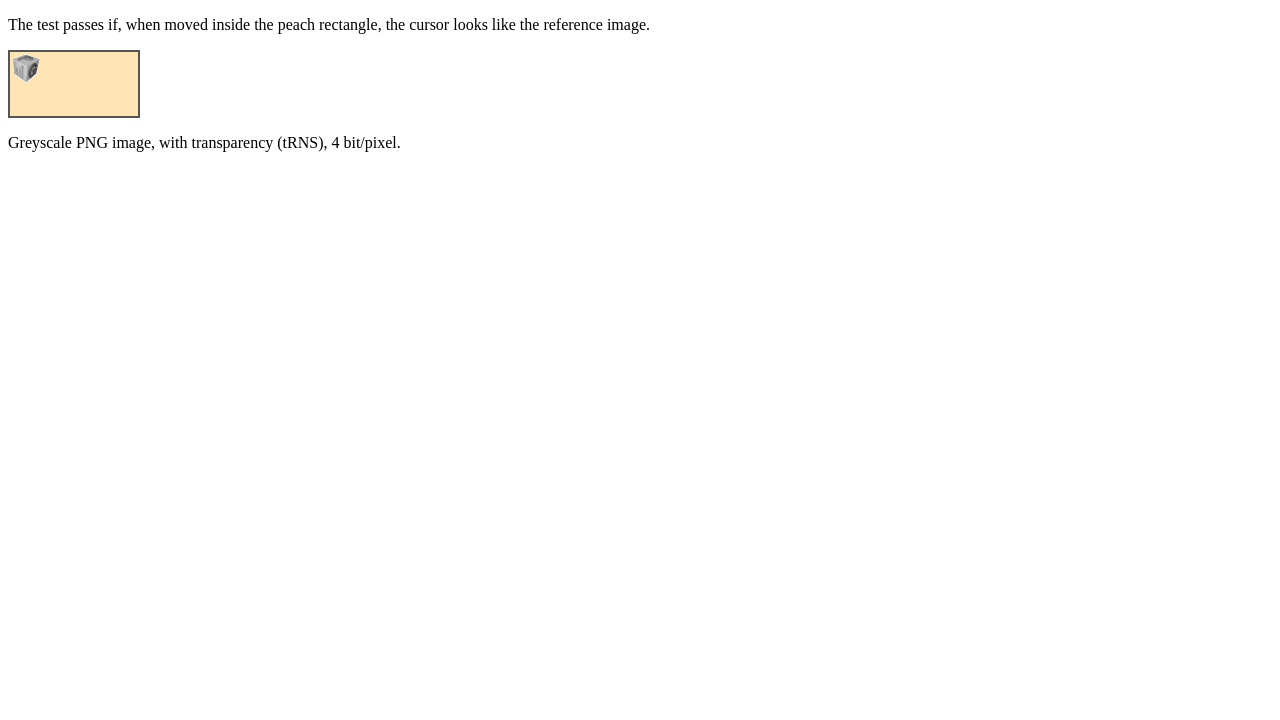 The test passes if, when moved inside the peach rectangle, the cursor looks like the reference image.
Greyscale PNG image, with transparency (tRNS), 4 bit/pixel.